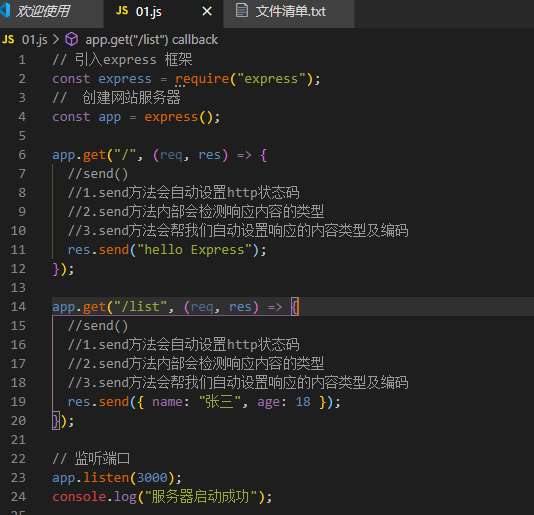 欢迎使用 JS 01.js × 文件清单.txt
JS 01.js > app.get("/list") callback
1 // 引入express 框架
2 const express = require("express");
3 //  创建网站服务器
4 const app = express();
5
6 app.get("/", (req, res) => {
7   //send()
8   //1.send方法会自动设置http状态码
9   //2.send方法内部会检测响应内容的类型
10   //3.send方法会帮我们自动设置响应的内容类型及编码
11   res.send("hello Express");
12 });
13
14 app.get("/list", (req, res) => {
15   //send()
16   //1.send方法会自动设置http状态码
17   //2.send方法内部会检测响应内容的类型
18   //3.send方法会帮我们自动设置响应的内容类型及编码
19   res.send({ name: "张三", age: 18 });
20 });
21
22 // 监听端口
23 app.listen(3000);
24 console.log("服务器启动成功");